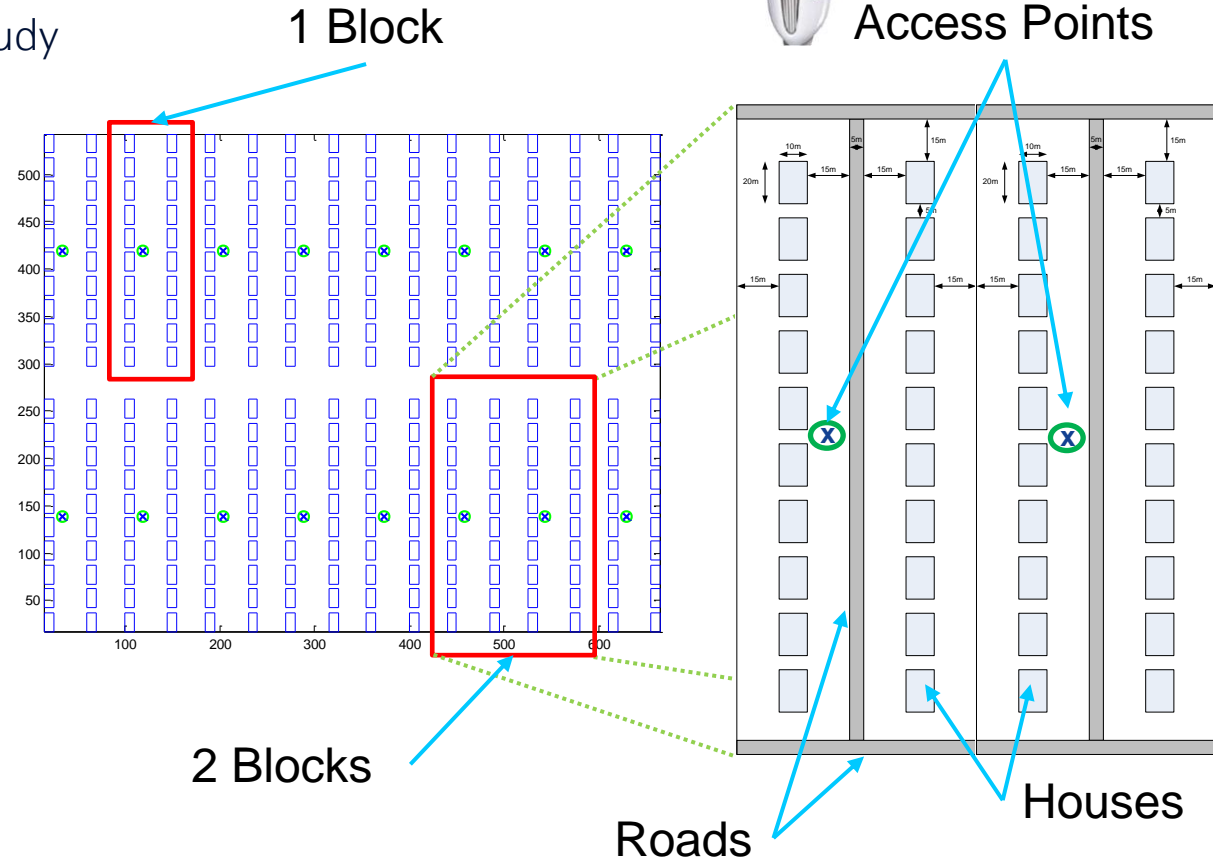 udy
1 Block
Access Points
500
450
400
350
300
250
200
150
100
50
100 200 300 400 500 600
10m 5m 15m 10m 5m 15m
20m 15m 15m 20m 15m 15m
5m 5m
15m 15m 15m 15m
X X
2 Blocks
Houses
Roads